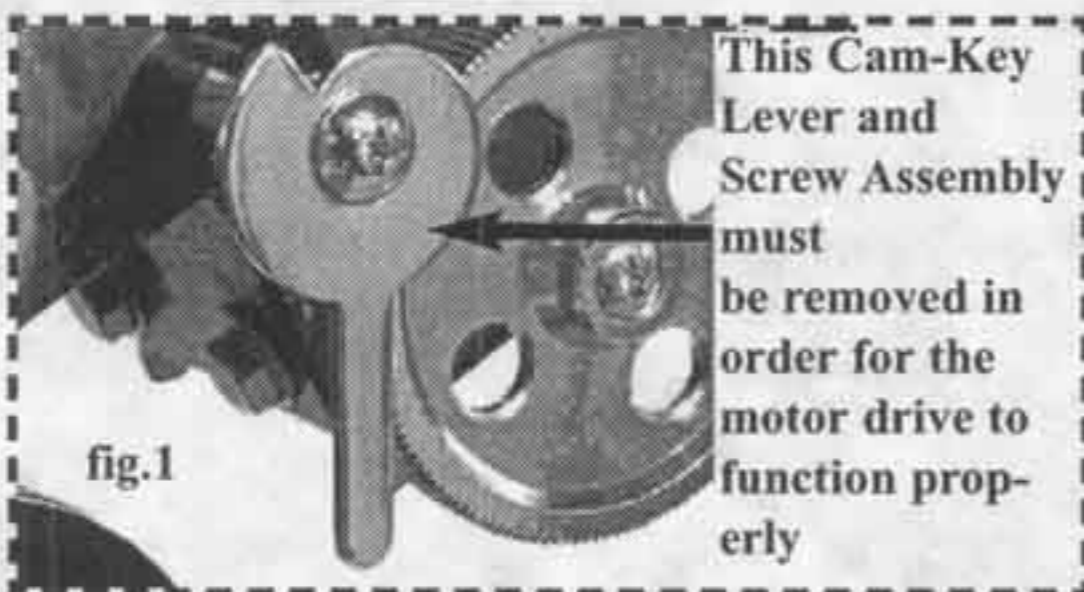 This Cam-Key
Lever and
Screw Assembly
must
be removed in
order for the
motor drive to
function prop-
erly
fig.1